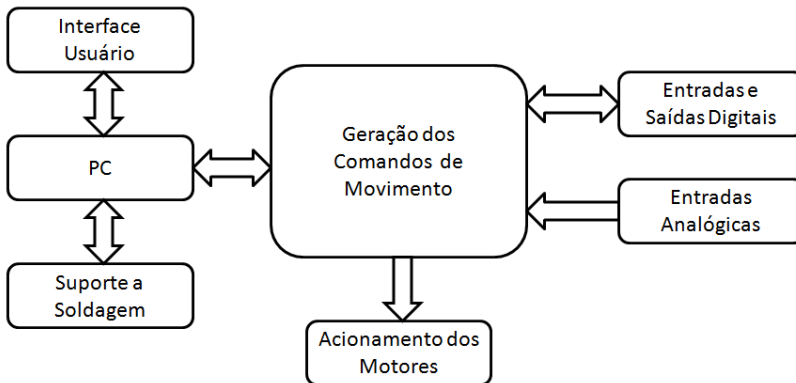 Interface
Usuário
PC
Suporte a
Soldagem
Geração dos
Comandos de
Movimento
Acionamento dos
Motores
Entradas e
Saídas Digitais
Entradas
Analógicas